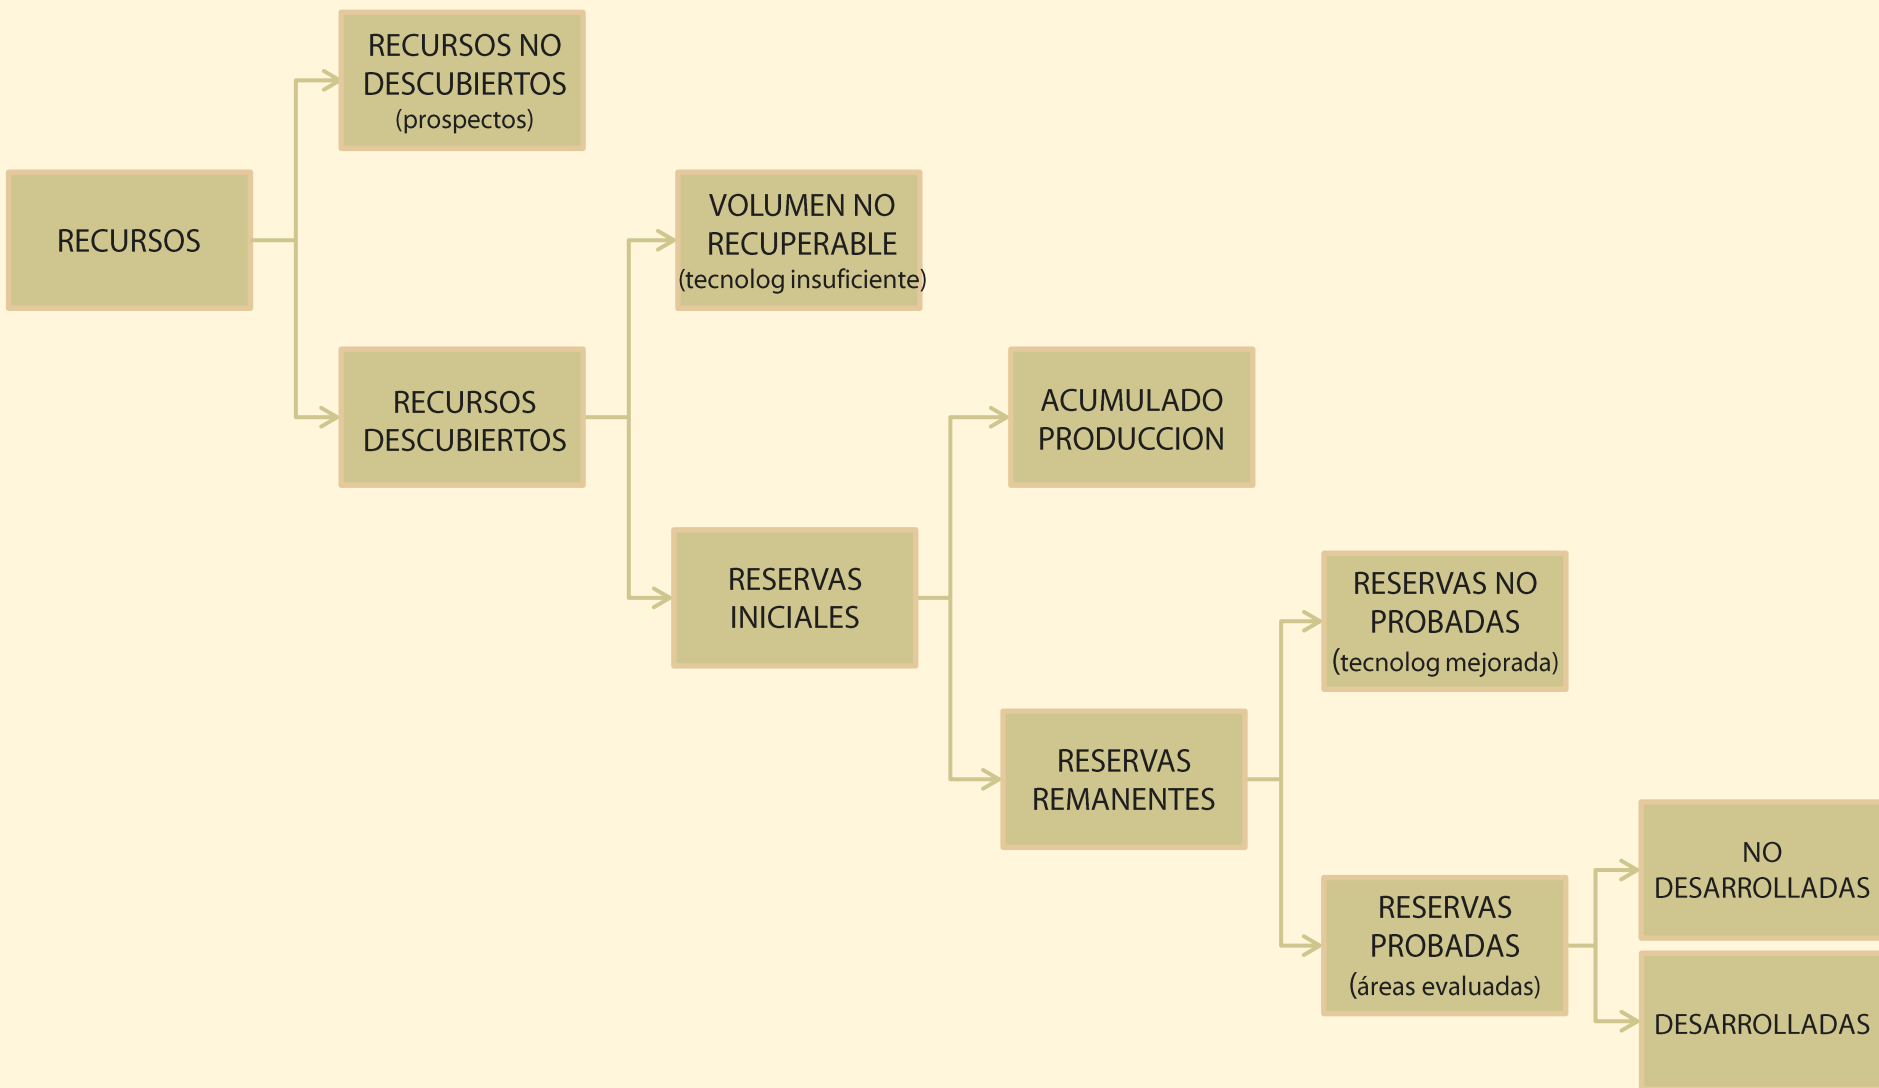 RECURSOS NO
DESCUBIERTOS
(prospectos)
RECURSOS
VOLUMEN NO
RECUPERABLE
(tecnolog insuficiente)
RECURSOS
DESCUBIERTOS
ACUMULADO
PRODUCCION
RESERVAS
INICIALES
RESERVAS NO
PROBADAS
(tecnolog mejorada)
RESERVAS
REMANENTES
NO
DESARROLLADAS
RESERVAS
PROBADAS
(áreas evaluadas)
DESARROLLADAS